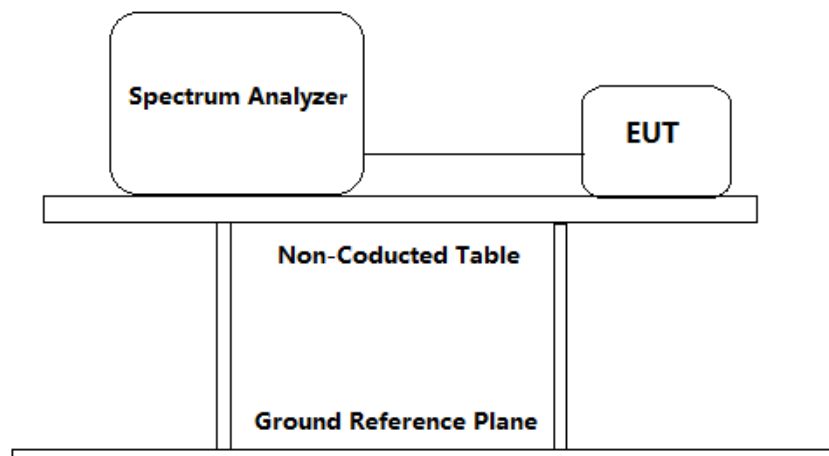 Spectrum Analyzer
EUT
Non-Coducted Table
Ground Reference Plane